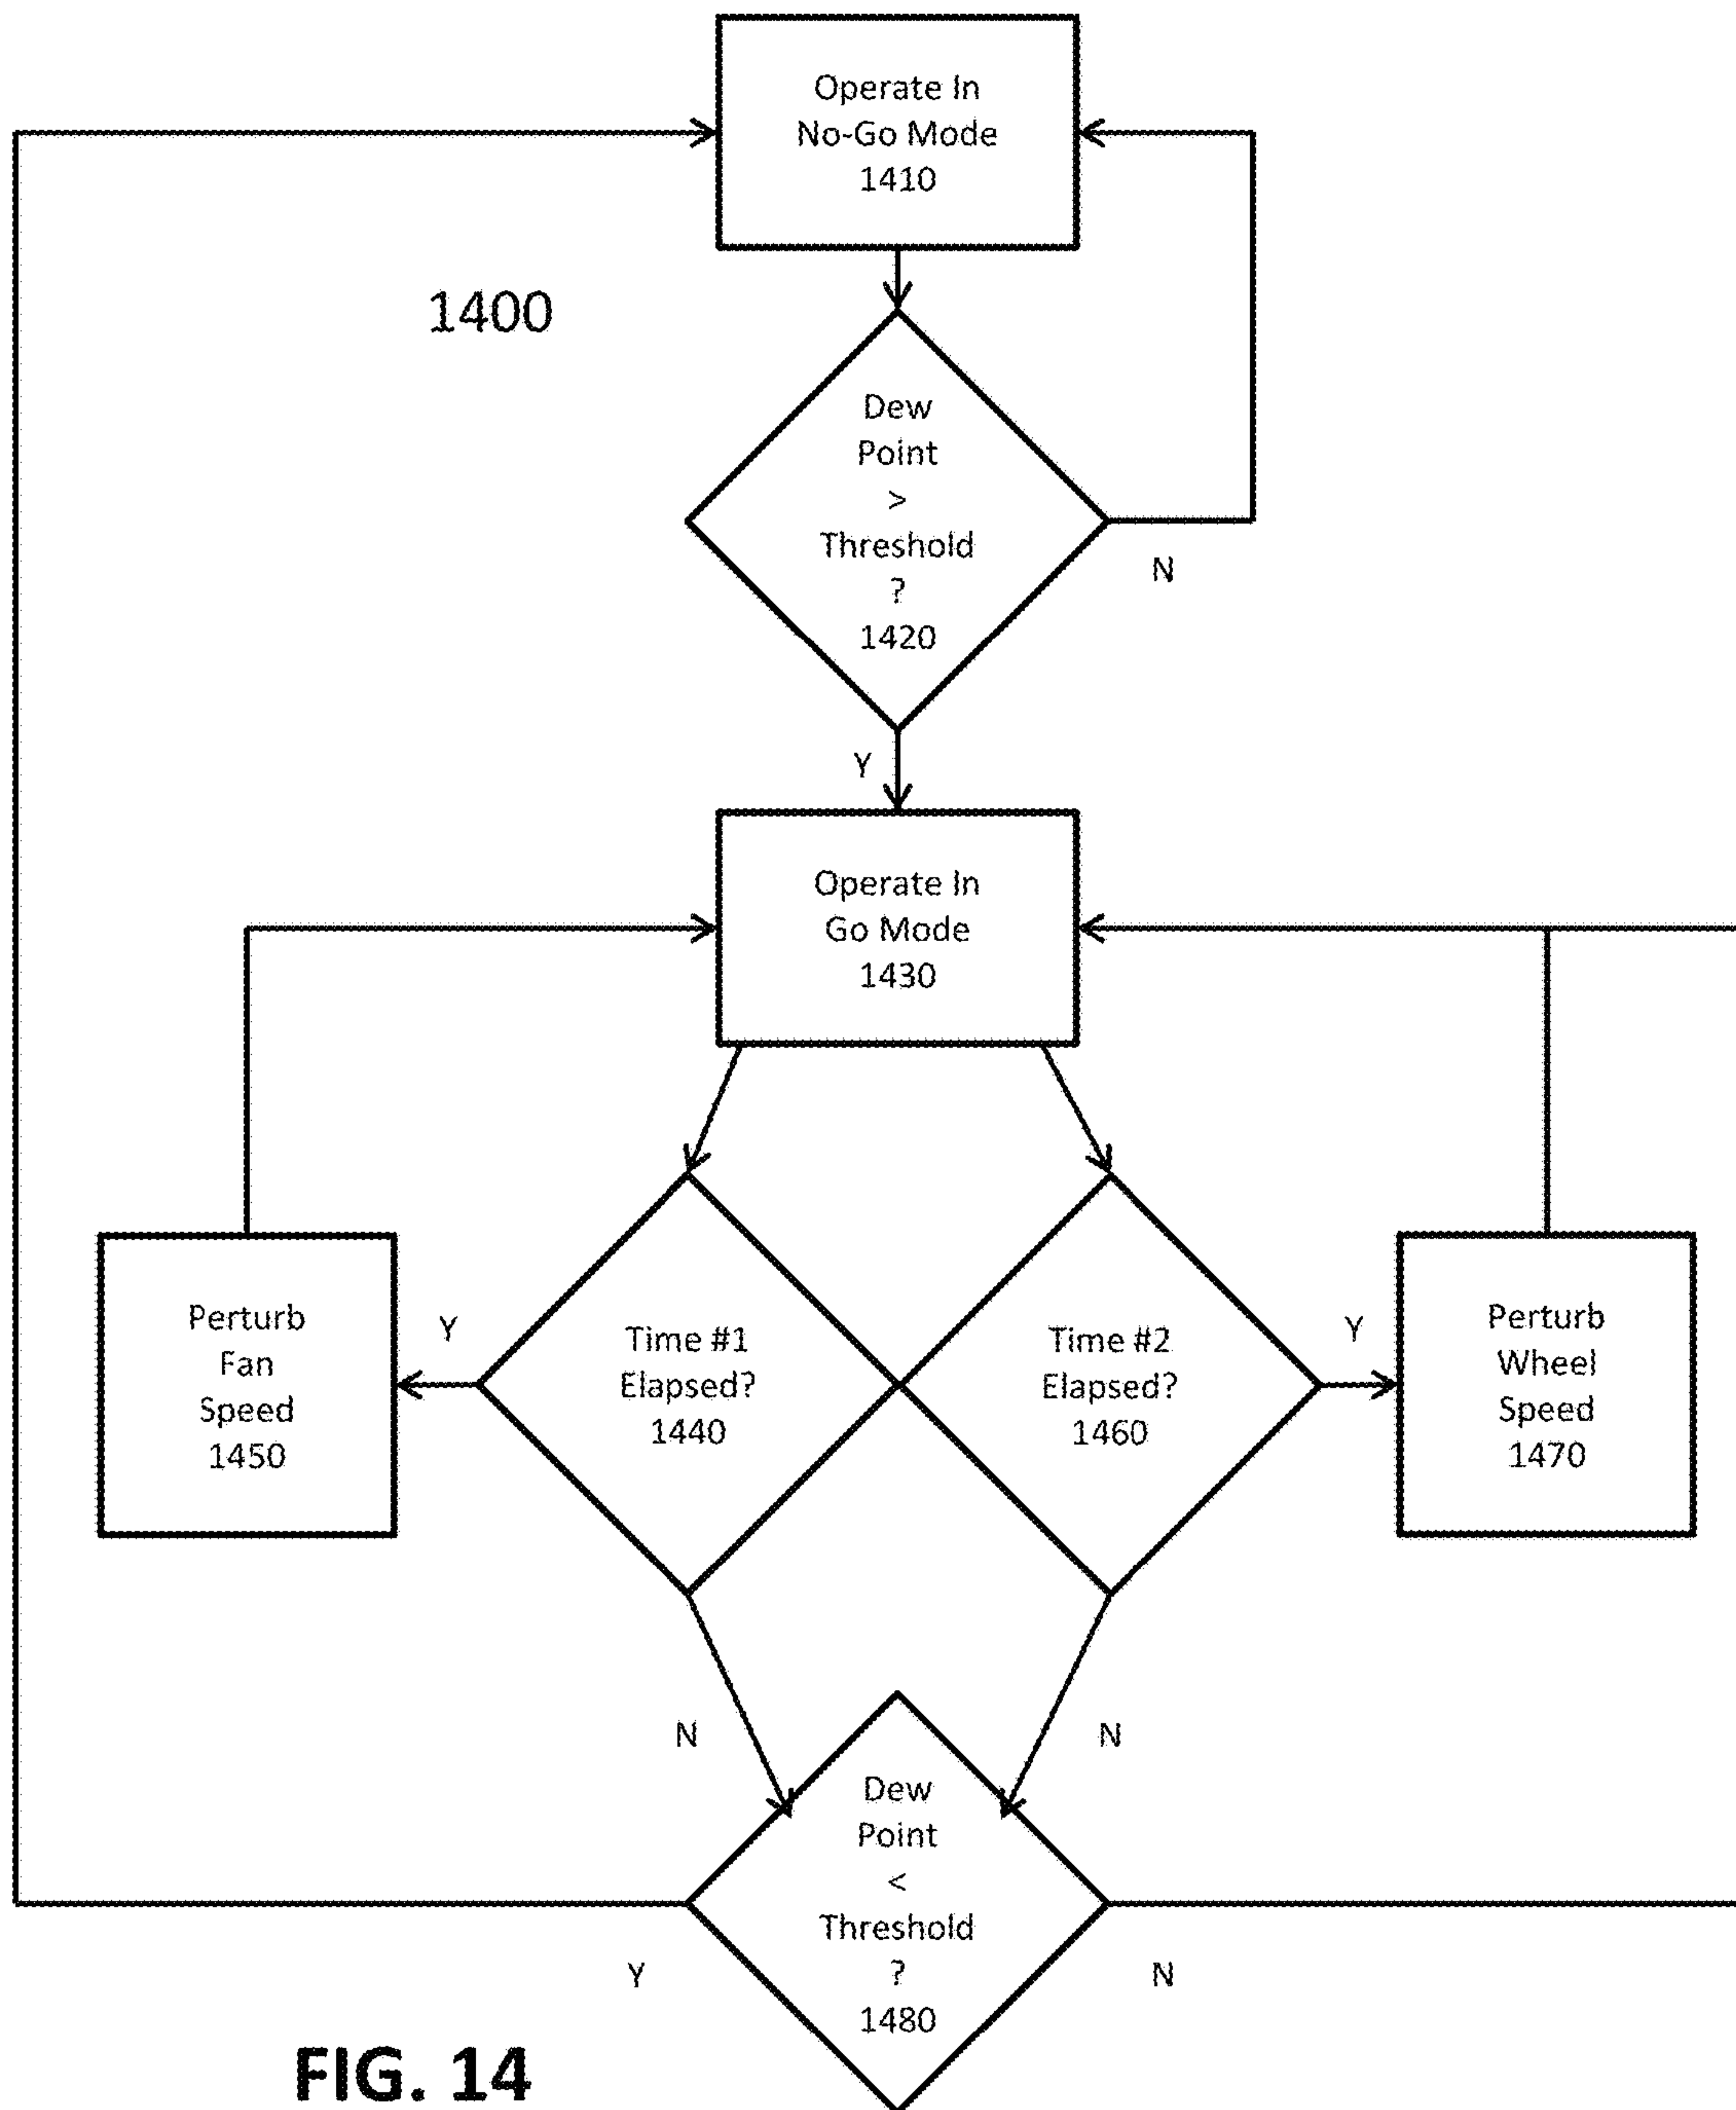 Operate In
No-Go Mode
1410
1400
Dew
Point
>
Threshold
?
1420
N
Y
Operate In
Go Mode
1430
Perturb
Fan
Speed
1450
Y
Time #1
Elapsed?
1440
Time #2
Elapsed?
1460
Y
Perturb
Wheel
Speed
1470
N
N
Dew
Point
<
Threshold
?
1480
Y
N
FIG. 14